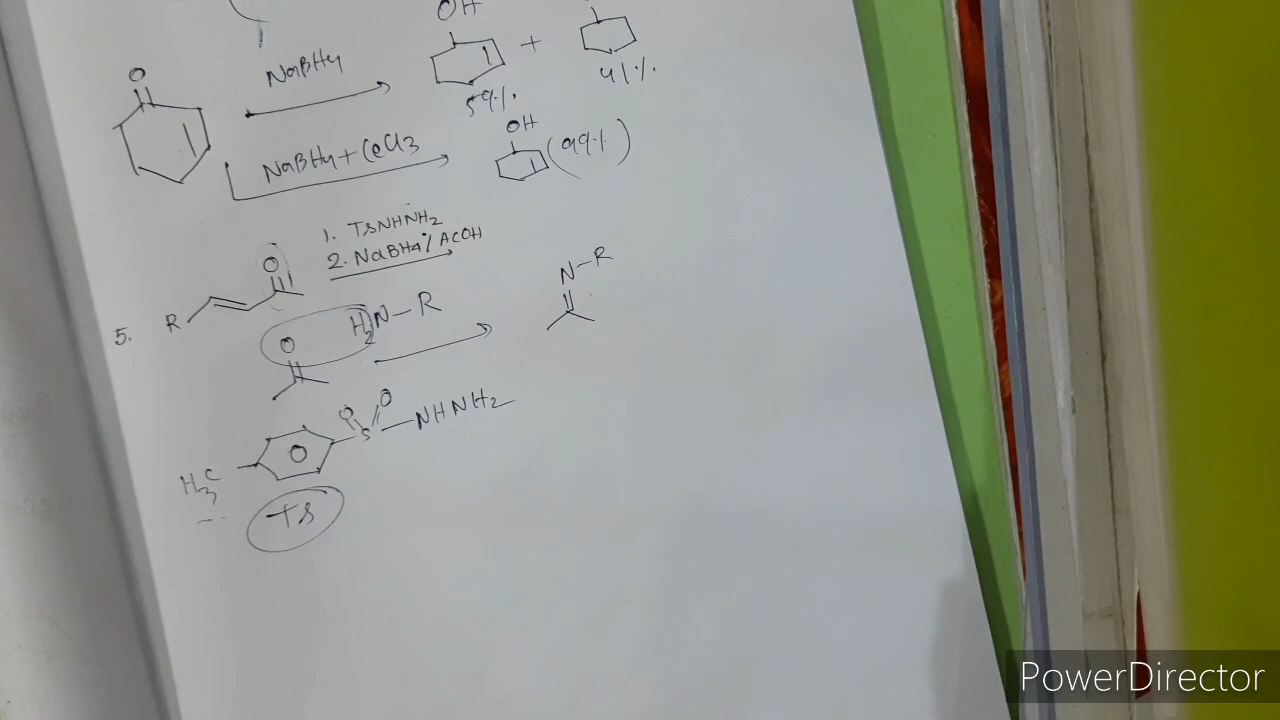 OH
O
NaBH4
+
59%.
41%.
NaBH4 + CeCl3
OH
(99%)
1. TsNHNH2
2. NaBH4/ACOH
O
5.
R
H2N-R
N-R
O
O
O
S
-NHNH2
O
H3C
Ts
PowerDirector